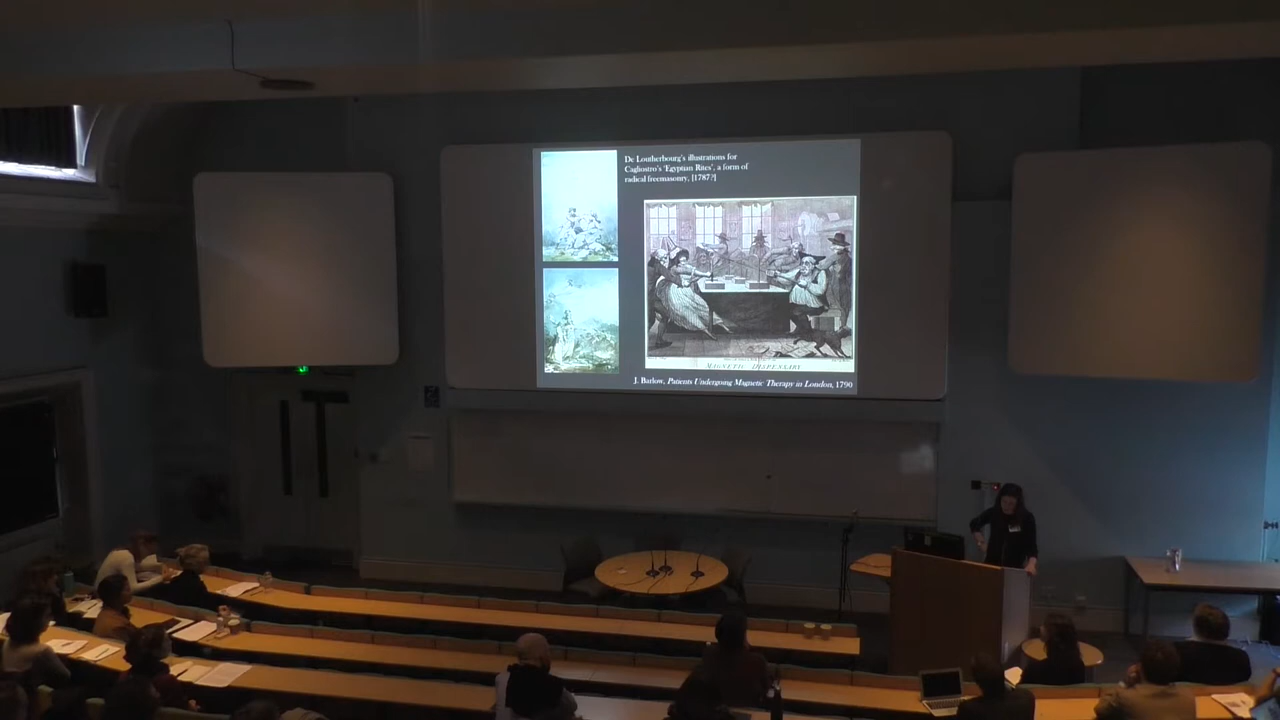 De Loutherbourg's illustrations for
Cagliostro's 'Egyptian Rites', a form of
radical freemasonry, [1787?]
MAGNETIC DISPENSARY
J. Barlow, Patients Undergoing Magnetic Therapy in London, 1790